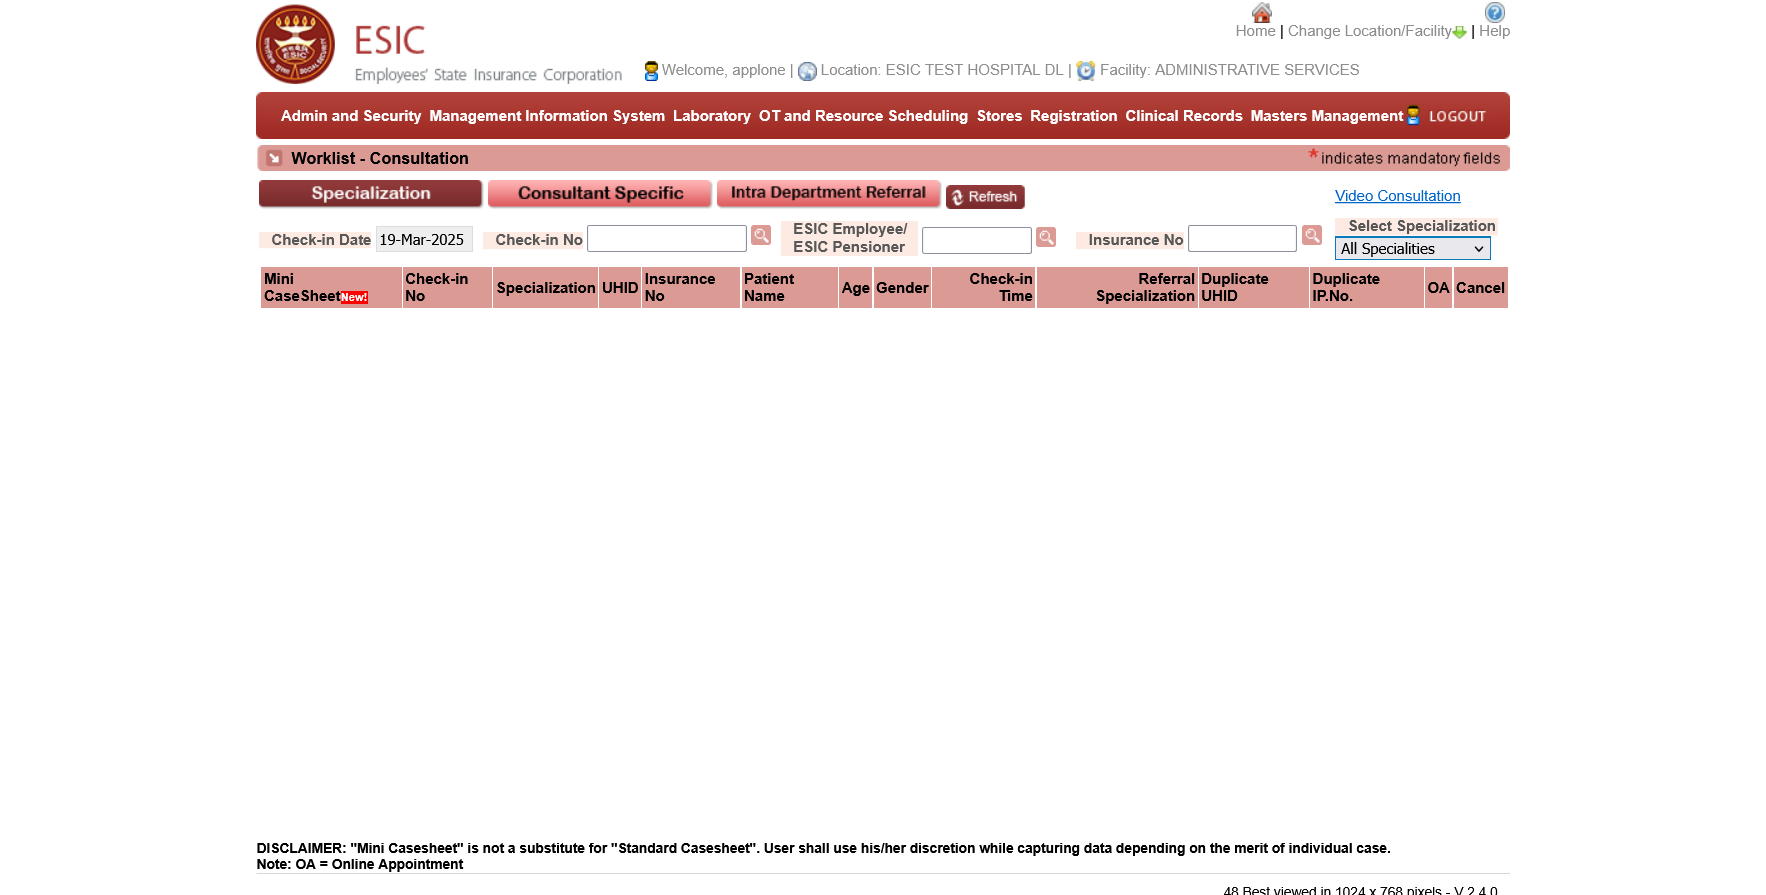 ESIC
Employees' State Insurance Corporation
Home | Change Location/Facility | Help
Welcome, applone | Location: ESIC TEST HOSPITAL DL | Facility: ADMINISTRATIVE SERVICES
Admin and Security Management Information System Laboratory OT and Resource Scheduling Stores Registration Clinical Records Masters Management LOGOUT
Worklist - Consultation
*indicates mandatory fields
Specialization Consultant Specific Intra Department Referral Refresh
Video Consultation
Check-in Date 19-Mar-2025 Check-in No
ESIC Employee/
ESIC Pensioner
Insurance No
Select Specialization
All Specialities
Mini
CaseSheet New!
Check-in
No
Specialization
UHID
Insurance
No
Patient
Name
Age
Gender
Check-in
Time
Referral
Specialization
Duplicate
UHID
Duplicate
IP.No.
OA
Cancel
DISCLAIMER: "Mini Casesheet" is not a substitute for "Standard Casesheet". User shall use his/her discretion while capturing data depending on the merit of individual case.
Note: OA = Online Appointment
48 Best viewed in 1024 x 768 pixels - V 2.4.0